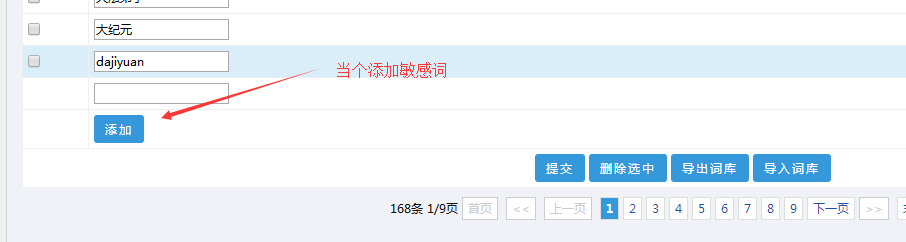 大纪元
dajiyuan
当个添加敏感词
添加
提交 删除选中 导出词库 导入词库
168条 1/9页 首页 << 上一页 1 2 3 4 5 6 7 8 9 下一页 >>